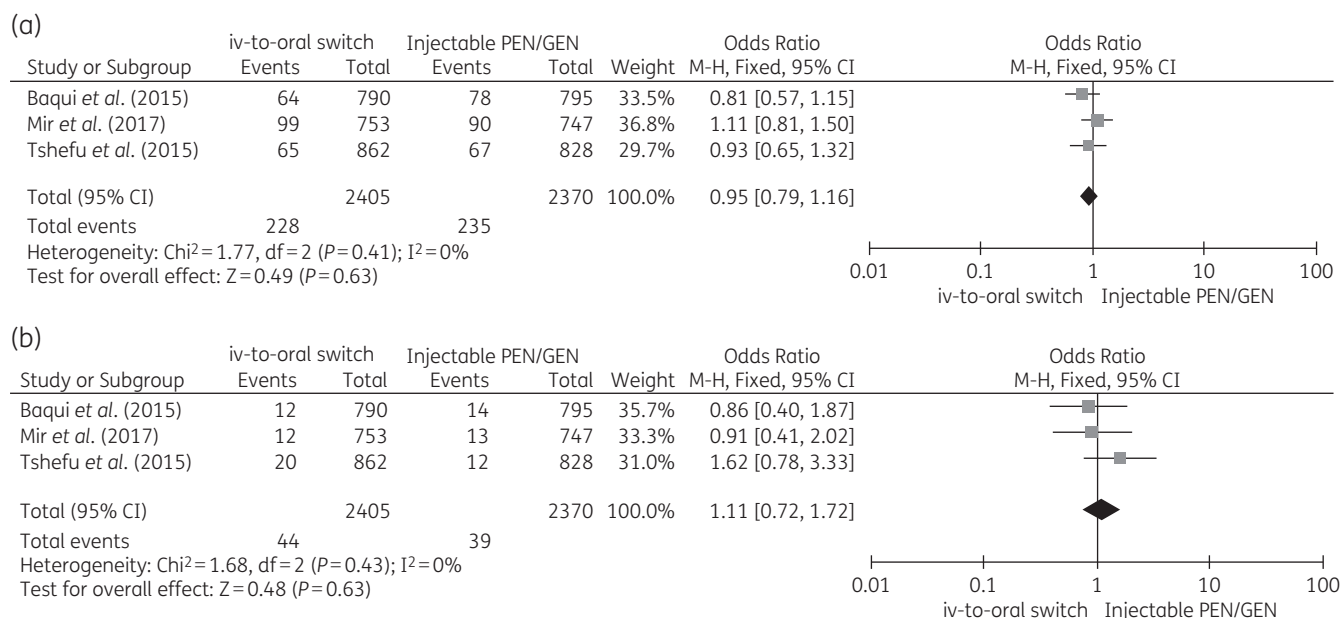 (a)
iv-to-oral switch Injectable PEN/GEN Odds Ratio Odds Ratio
Study or Subgroup Events Total Events Total Weight M-H, Fixed, 95% CI M-H, Fixed, 95% CI
Baqui et al. (2015) 64 790 78 795 33.5% 0.81 [0.57, 1.15]
Mir et al. (2017) 99 753 90 747 36.8% 1.11 [0.81, 1.50]
Tshefu et al. (2015) 65 862 67 828 29.7% 0.93 [0.65, 1.32]
Total (95% CI) 2405 2370 100.0% 0.95 [0.79, 1.16]
Total events 228 235
Heterogeneity: Chi²=1.77, df=2 (P=0.41); I²=0%
Test for overall effect: Z=0.49 (P=0.63)
0.01 0.1 1 10 100
iv-to-oral switch Injectable PEN/GEN
(b)
iv-to-oral switch Injectable PEN/GEN Odds Ratio Odds Ratio
Study or Subgroup Events Total Events Total Weight M-H, Fixed, 95% CI M-H, Fixed, 95% CI
Baqui et al. (2015) 12 790 14 795 35.7% 0.86 [0.40, 1.87]
Mir et al. (2017) 12 753 13 747 33.3% 0.91 [0.41, 2.02]
Tshefu et al. (2015) 20 862 12 828 31.0% 1.62 [0.78, 3.33]
Total (95% CI) 2405 2370 100.0% 1.11 [0.72, 1.72]
Total events 44 39
Heterogeneity: Chi²=1.68, df=2 (P=0.43); I²=0%
Test for overall effect: Z=0.48 (P=0.63)
0.01 0.1 1 10 100
iv-to-oral switch Injectable PEN/GEN